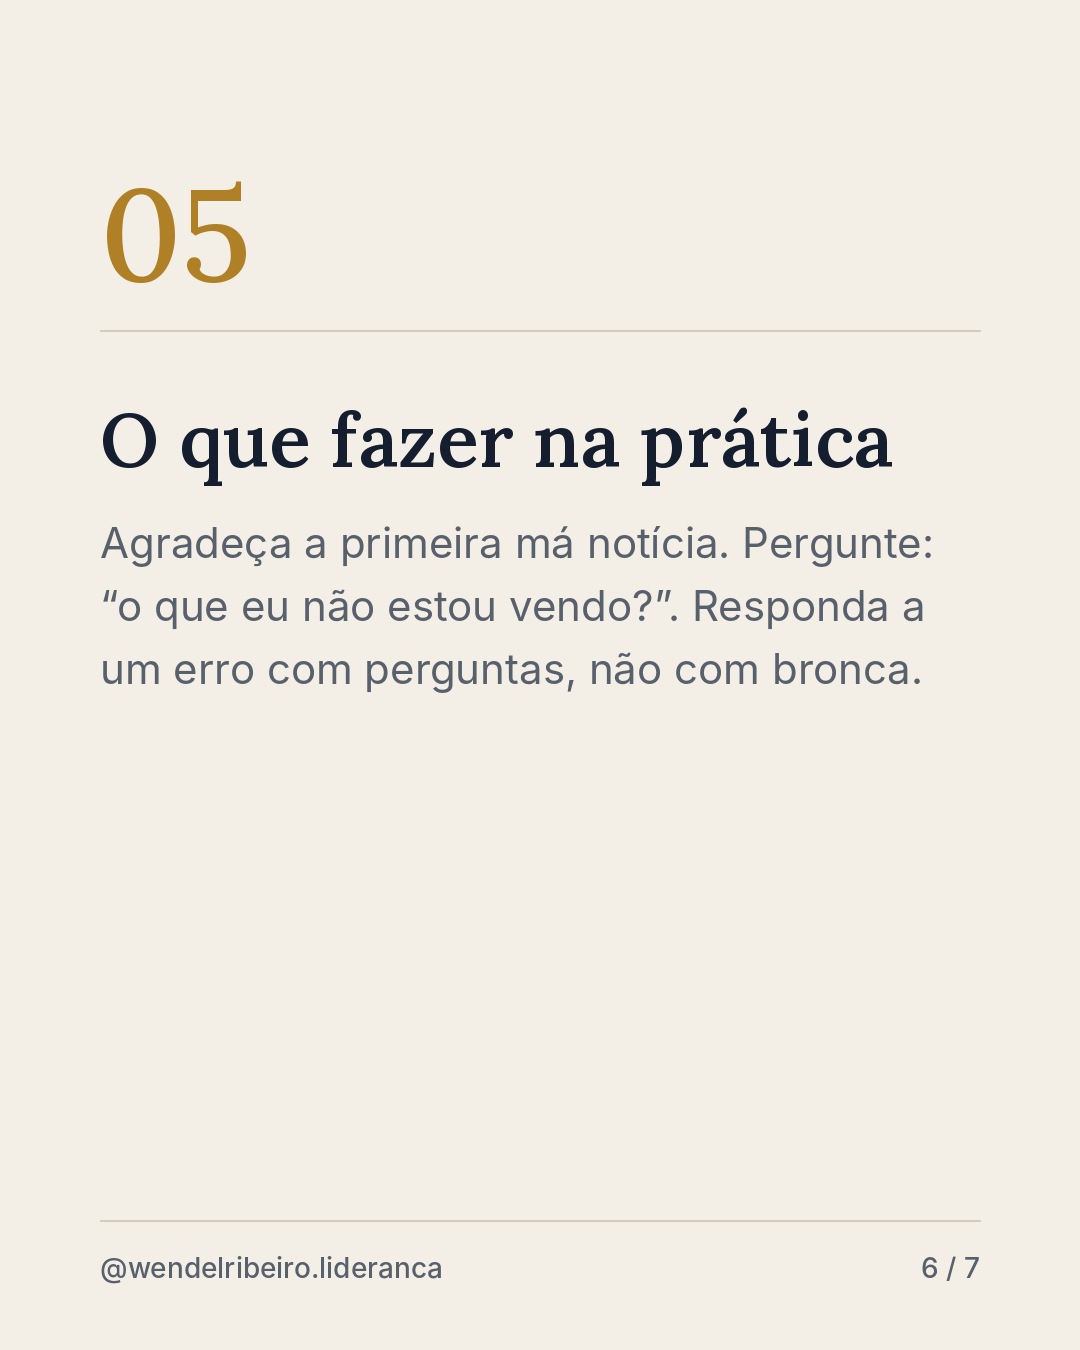 05
O que fazer na prática
Agradeça a primeira má notícia. Pergunte:
“o que eu não estou vendo?”. Responda a
um erro com perguntas, não com bronca.
@wendelribeiro.lideranca
6 / 7